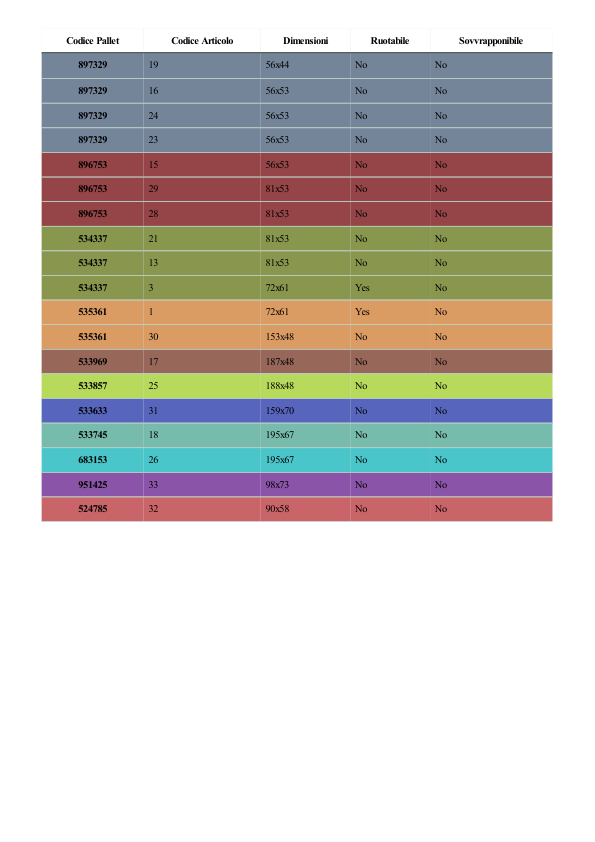 Codice Pallet Codice Articolo Dimensioni Ruotabile Sovvrapponibile
897329 19 56x44 No No
897329 16 56x53 No No
897329 24 56x53 No No
897329 23 56x53 No No
896753 15 56x53 No No
896753 29 81x53 No No
896753 28 81x53 No No
534337 21 81x53 No No
534337 13 81x53 No No
534337 3 72x61 Yes No
535361 1 72x61 Yes No
535361 30 153x48 No No
533969 17 187x48 No No
533857 25 188x48 No No
533633 31 159x70 No No
533745 18 195x67 No No
683153 26 195x67 No No
951425 33 98x73 No No
524785 32 90x58 No No